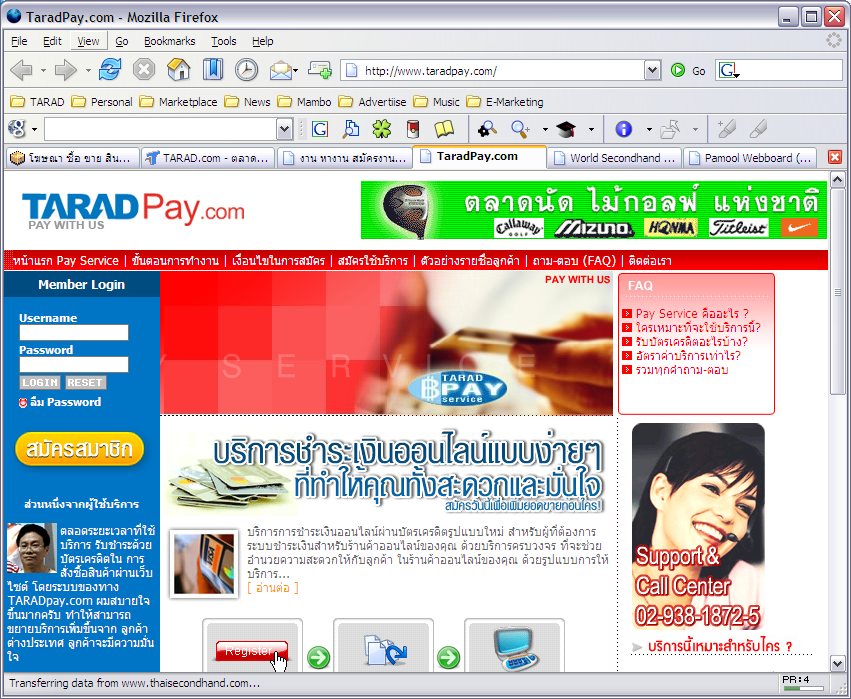 TaradPay.com - Mozilla Firefox
File Edit View Go Bookmarks Tools Help
http://www.taradpay.com/ Go G
TARAD Personal Marketplace News Mambo Advertiise Music E-Marketing
โฆษณา ซื้อ ขาย สิน... TARAD.com - ตลาด... งาน หางาน สมัครงาน... TaradPay.com World Secondhand ... Pamool Webboard (...
TARAD Pay.com
PAY WITH US
ตลาดนัด ไม้กอลฟ์ แห่งชาติ
Callaway GOLF MIZUNO HONMA Titleist
หน้าแรก Pay Service | ขั้นตอนการทำงาน | เงื่อนไขในการสมัคร | สมัครใช้บริการ | ตัวอย่างรายชื่อลูกค้า | ถาม-ตอบ (FAQ) | ติดต่อเรา
Member Login
Username
Password
LOGIN RESET
ลืม Password
สมัครสมาชิก
ส่วนหนึ่งจากผู้ใช้บริการ
ตลอดระยะเวลาที่ใช้
บริการ รับชำระด้วย
บัตรเครดิตใน การ
สั่งซื้อสินค้าผ่านเว็บ
ไซต์ โดยระบบของทาง
TARADpay.com ผมสบายใจ
ขึ้นมากครับ ทำให้สามารถ
ขยายบริการเพิ่มขึ้นจาก ลูกค้า
ต่างประเทศ ลูกค้าจะมีความมั่น
ใจ
PAY WITH US
Y SERVICE
TARAD
฿PAY
service
บริการชำระเงินออนไลน์แบบง่ายๆ
ที่ทำให้คุณทั้งสะดวกและมั่นใจ
สมัครวันนี้เพื่อเพิ่มยอดขายก่อนใคร!
บริการการชำระเงินออนไลน์ผ่านบัตรเครดิตรูปแบบใหม่ สำหรับผู้ที่ต้องการ
ระบบชำระเงินสำหรับร้านค้าออนไลน์ของคุณ ด้วยบริการครบวงจร ที่จะช่วย
อำนวยความสะดวกให้กับลูกค้า ในร้านค้าออนไลน์ของคุณ ด้วยรูปแบบการให้
บริการ...
[ อ่านต่อ ]
Register
FAQ
Pay Service คืออะไร ?
ใครเหมาะที่จะใช้บริการนี้?
รับบัตรเครดิตอะไรบ้าง?
อัตราค่าบริการเท่าไร?
รวมทุกคำถาม-ตอบ
Support &
Call Center
02-938-1872-5
บริการนี้เหมาะสำหรับใคร ?
Transferring data from www.thaisecondhand.com...
PR:4